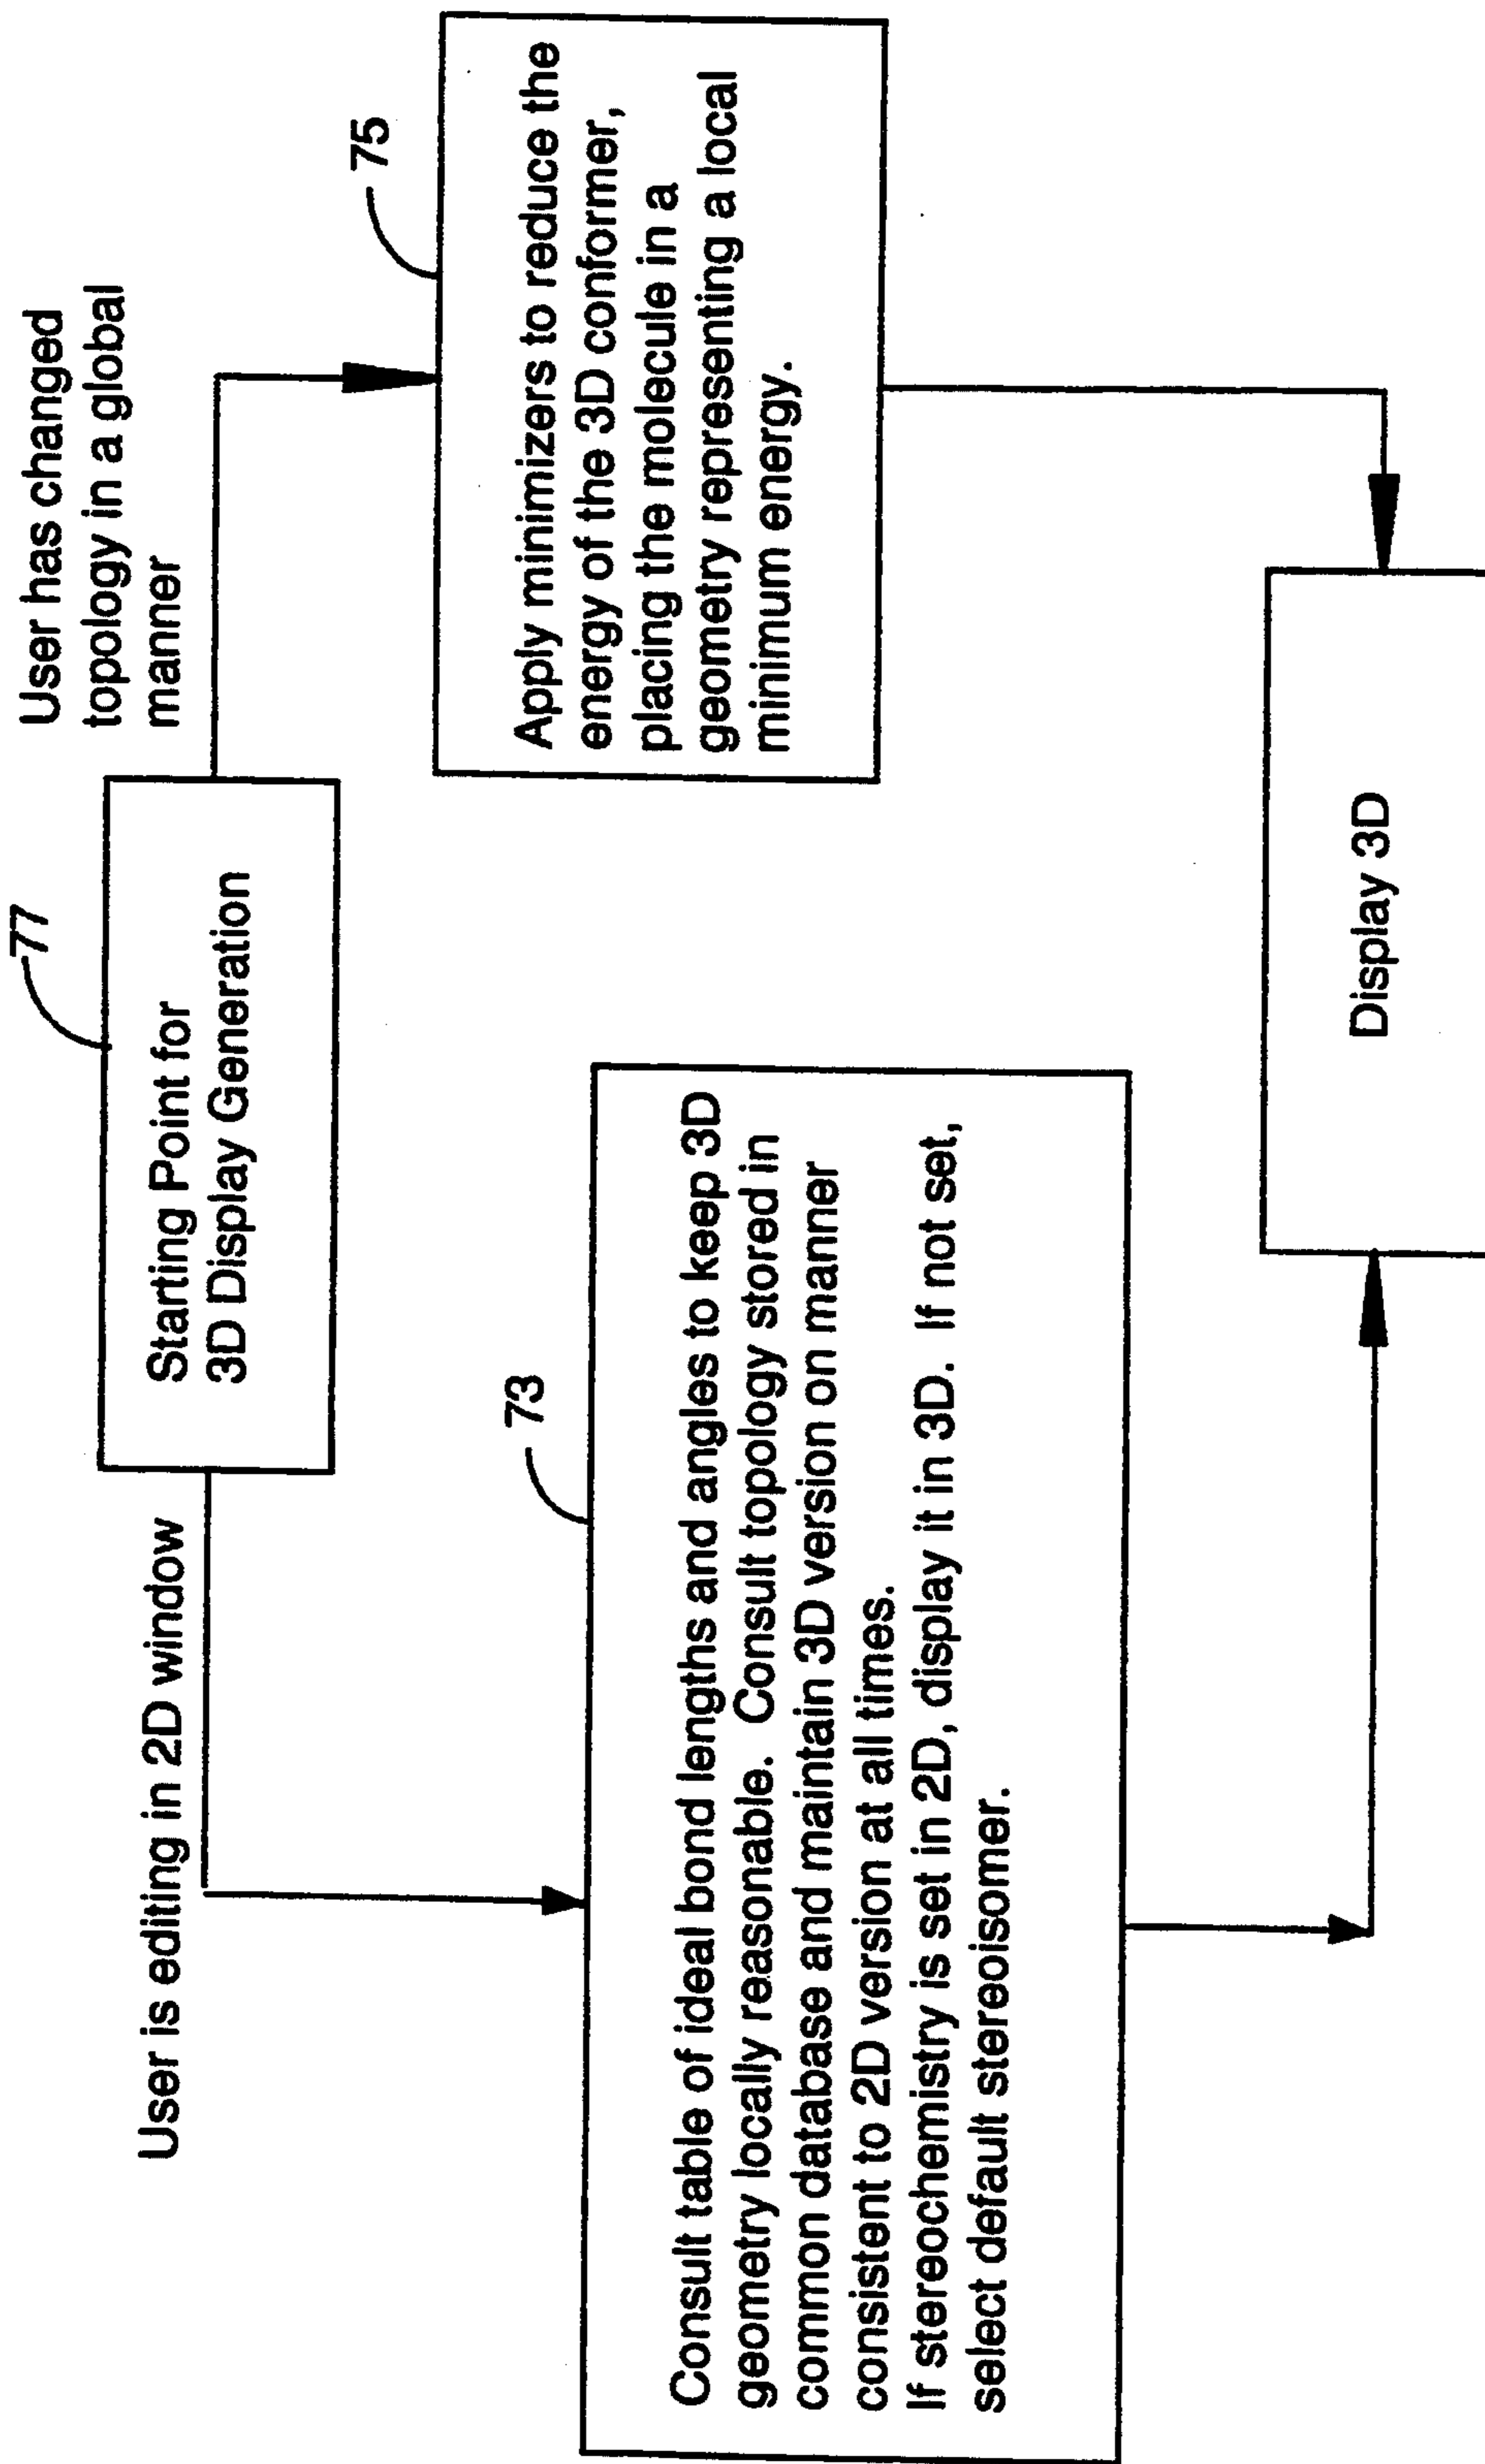 77
Starting Point for
3D Display Generation
User is editing in 2D window
User has changed
topology in a global
manner
73
Consult table of ideal bond lengths and angles to keep 3D
geometry locally reasonable. Consult topology stored in
common database and maintain 3D version on manner
consistent to 2D version at all times.
If stereochemistry is set in 2D, display it in 3D. If not set,
select default stereoisomer.
75
Apply minimizers to reduce the
energy of the 3D conformer,
placing the molecule in a
geometry representing a local
minimum energy.
Display 3D